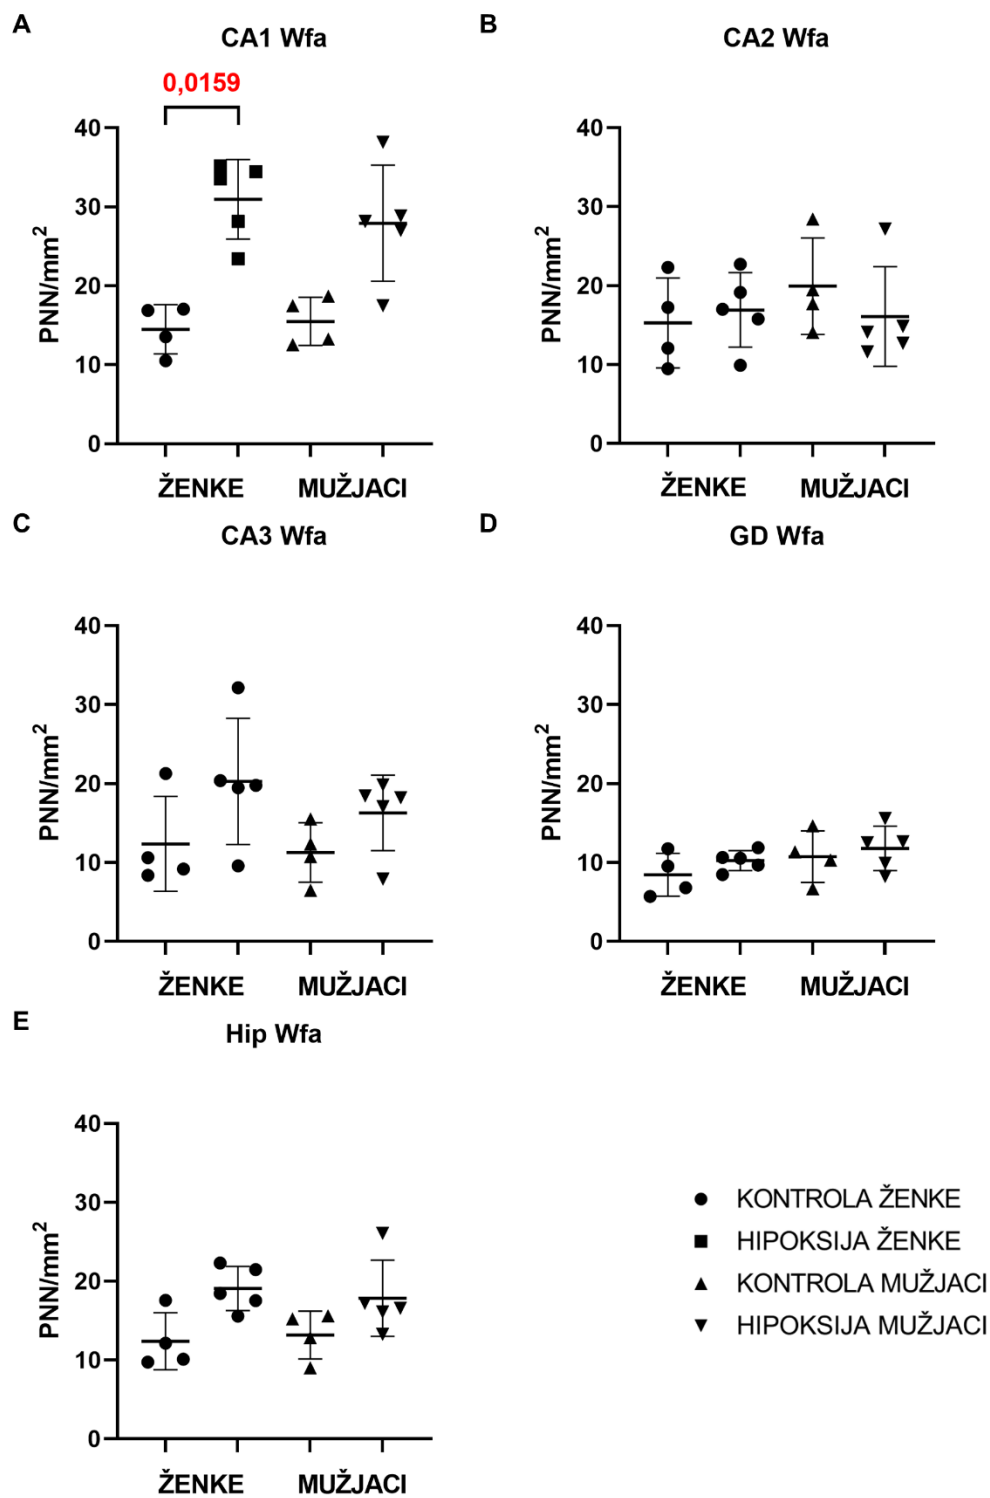 A
CA1 Wfa
0,0159
PNN/mm²
40
30
20
10
0
ŽENKE MUŽJACI
B
CA2 Wfa
PNN/mm²
40
30
20
10
0
ŽENKE MUŽJACI
C
CA3 Wfa
PNN/mm²
40
30
20
10
0
ŽENKE MUŽJACI
D
GD Wfa
PNN/mm²
40
30
20
10
0
ŽENKE MUŽJACI
E
Hip Wfa
PNN/mm²
40
30
20
10
0
ŽENKE MUŽJACI
KONTROLA ŽENKE
HIPOKSIJA ŽENKE
KONTROLA MUŽJACI
HIPOKSIJA MUŽJACI